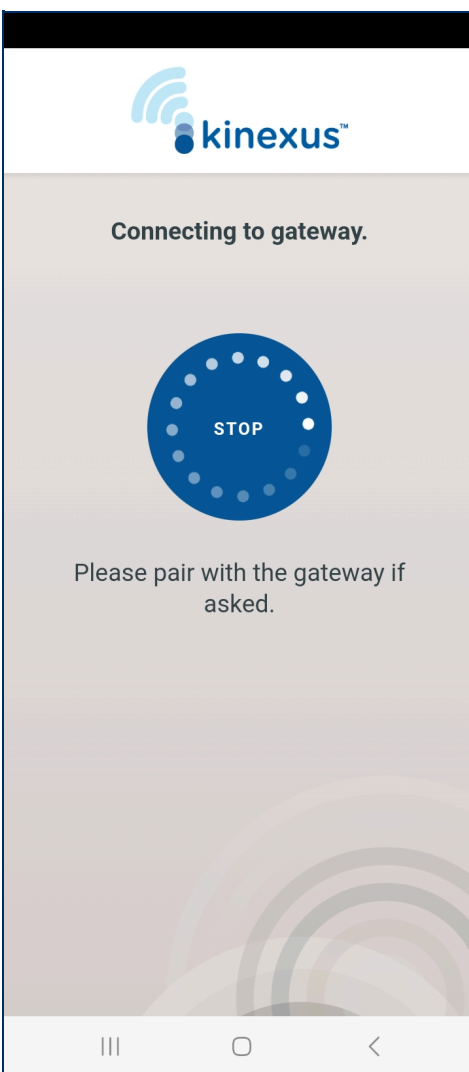 kinexus™
Connecting to gateway.
STOP
Please pair with the gateway if
asked.